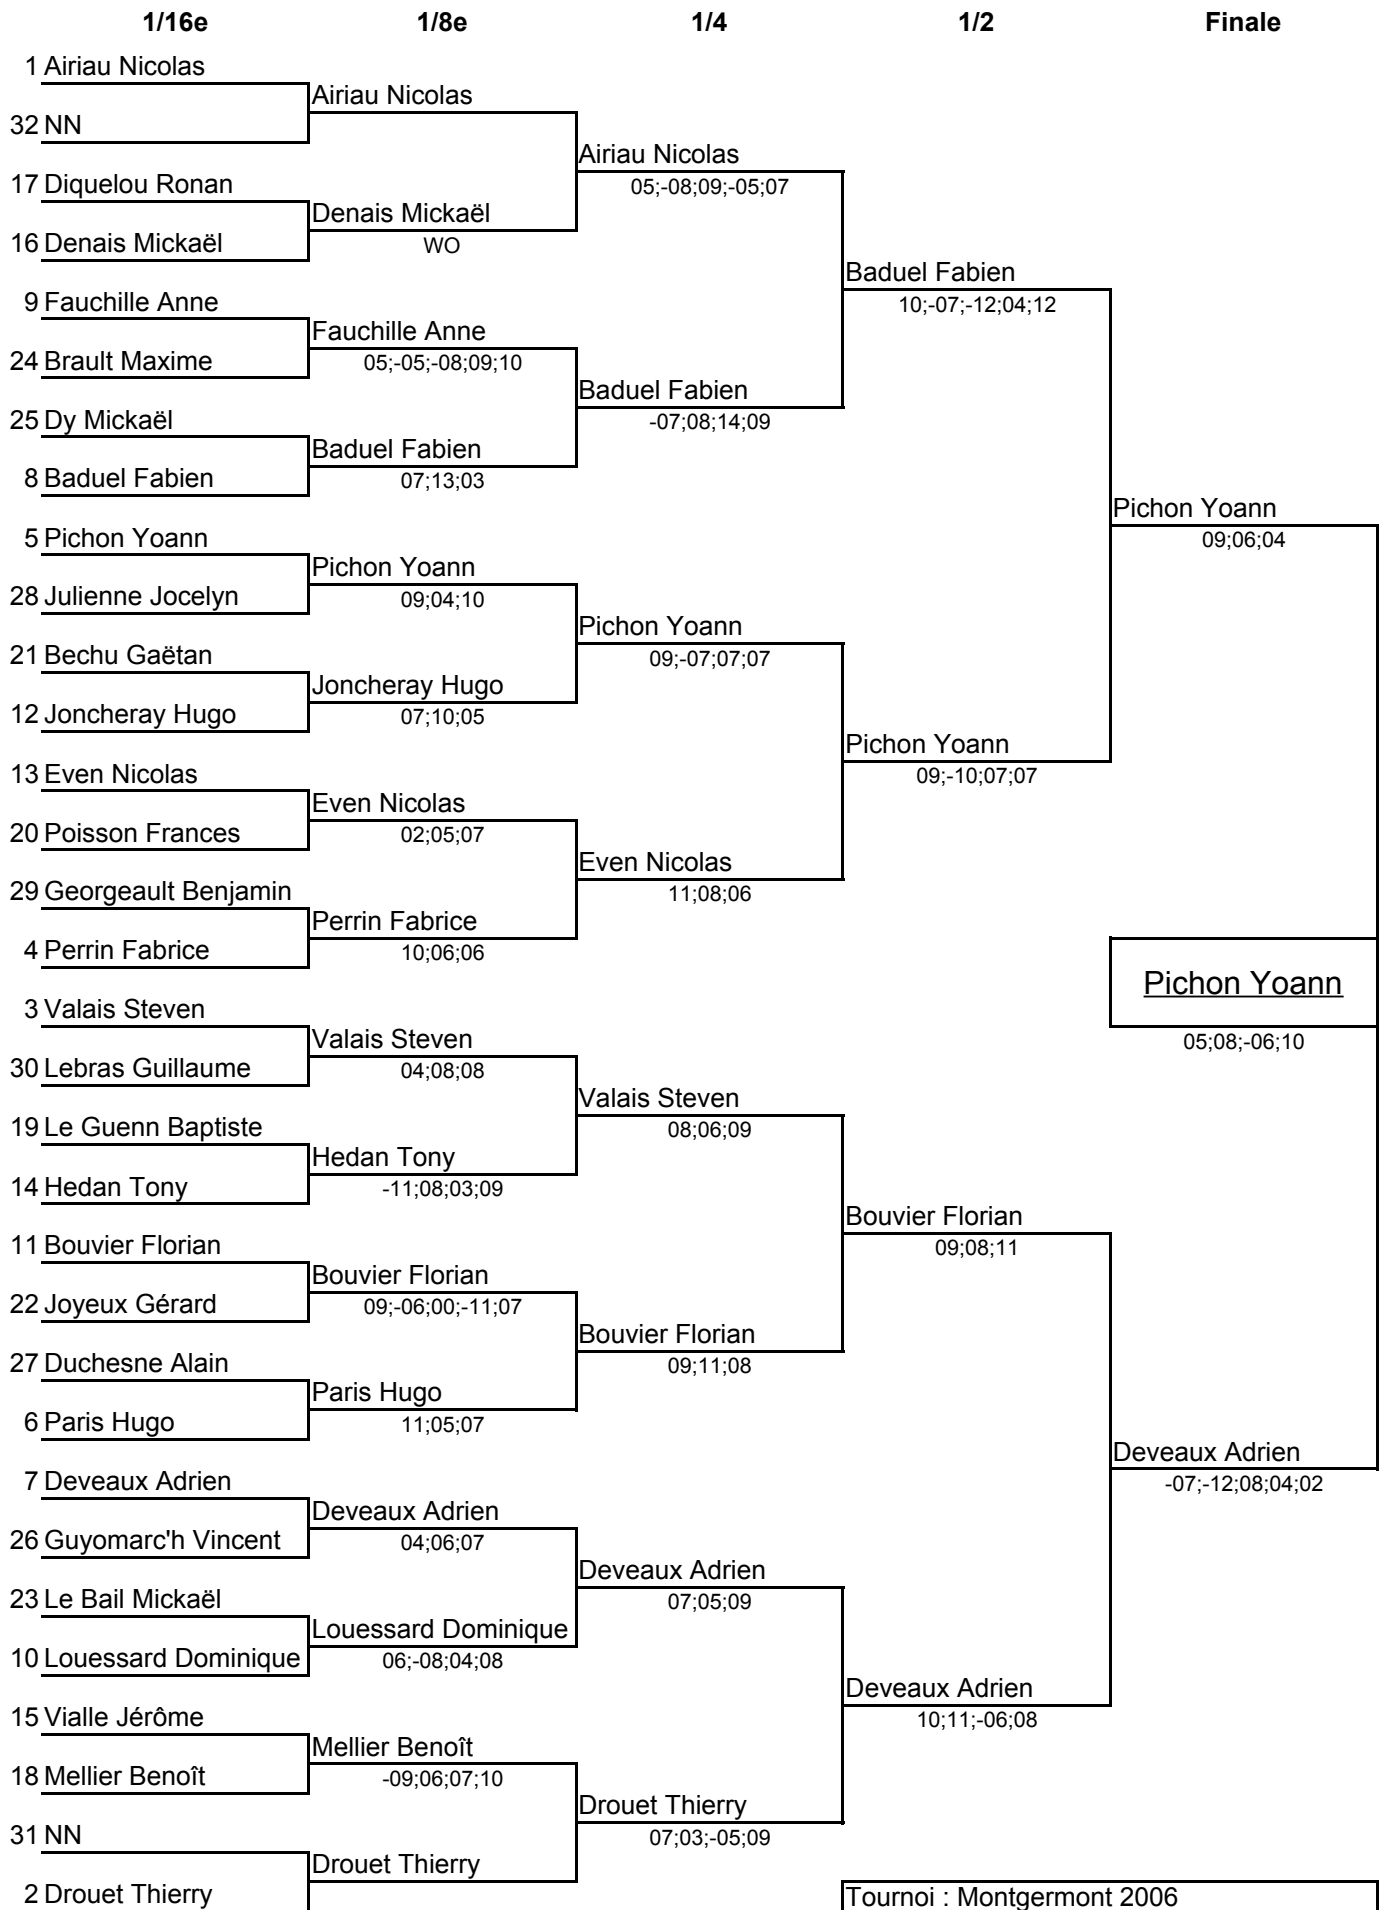 1/16e 1/8e 1/4 1/2 Finale
1 Airiau Nicolas
Airiau Nicolas
32 NN
Airiau Nicolas
05;-08;09;-05;07
17 Diquelou Ronan
Denais Mickaël
WO
16 Denais Mickaël
Baduel Fabien
10;-07;-12;04;12
9 Fauchille Anne
Fauchille Anne
05;-05;-08;09;10
24 Brault Maxime
Baduel Fabien
-07;08;14;09
25 Dy Mickaël
Baduel Fabien
07;13;03
8 Baduel Fabien
Pichon Yoann
09;06;04
5 Pichon Yoann
Pichon Yoann
09;04;10
28 Julienne Jocelyn
Pichon Yoann
09;-07;07;07
21 Bechu Gaëtan
Joncheray Hugo
07;10;05
12 Joncheray Hugo
Pichon Yoann
09;-10;07;07
13 Even Nicolas
Even Nicolas
02;05;07
20 Poisson Frances
Even Nicolas
11;08;06
29 Georgeault Benjamin
Perrin Fabrice
10;06;06
4 Perrin Fabrice
Pichon Yoann
05;08;-06;10
3 Valais Steven
Valais Steven
04;08;08
30 Lebras Guillaume
Valais Steven
08;06;09
19 Le Guenn Baptiste
Hedan Tony
-11;08;03;09
14 Hedan Tony
Bouvier Florian
09;08;11
11 Bouvier Florian
Bouvier Florian
09;-06;00;-11;07
22 Joyeux Gérard
Bouvier Florian
09;11;08
27 Duchesne Alain
Paris Hugo
11;05;07
6 Paris Hugo
Deveaux Adrien
-07;-12;08;04;02
7 Deveaux Adrien
Deveaux Adrien
04;06;07
26 Guyomarc'h Vincent
Deveaux Adrien
07;05;09
23 Le Bail Mickaël
Louessard Dominique
06;-08;04;08
10 Louessard Dominique
Deveaux Adrien
10;11;-06;08
15 Vialle Jérôme
Mellier Benoît
-09;06;07;10
18 Mellier Benoît
Drouet Thierry
07;03;-05;09
31 NN
Drouet Thierry
2 Drouet Thierry
Tournoi : Montgermont 2006